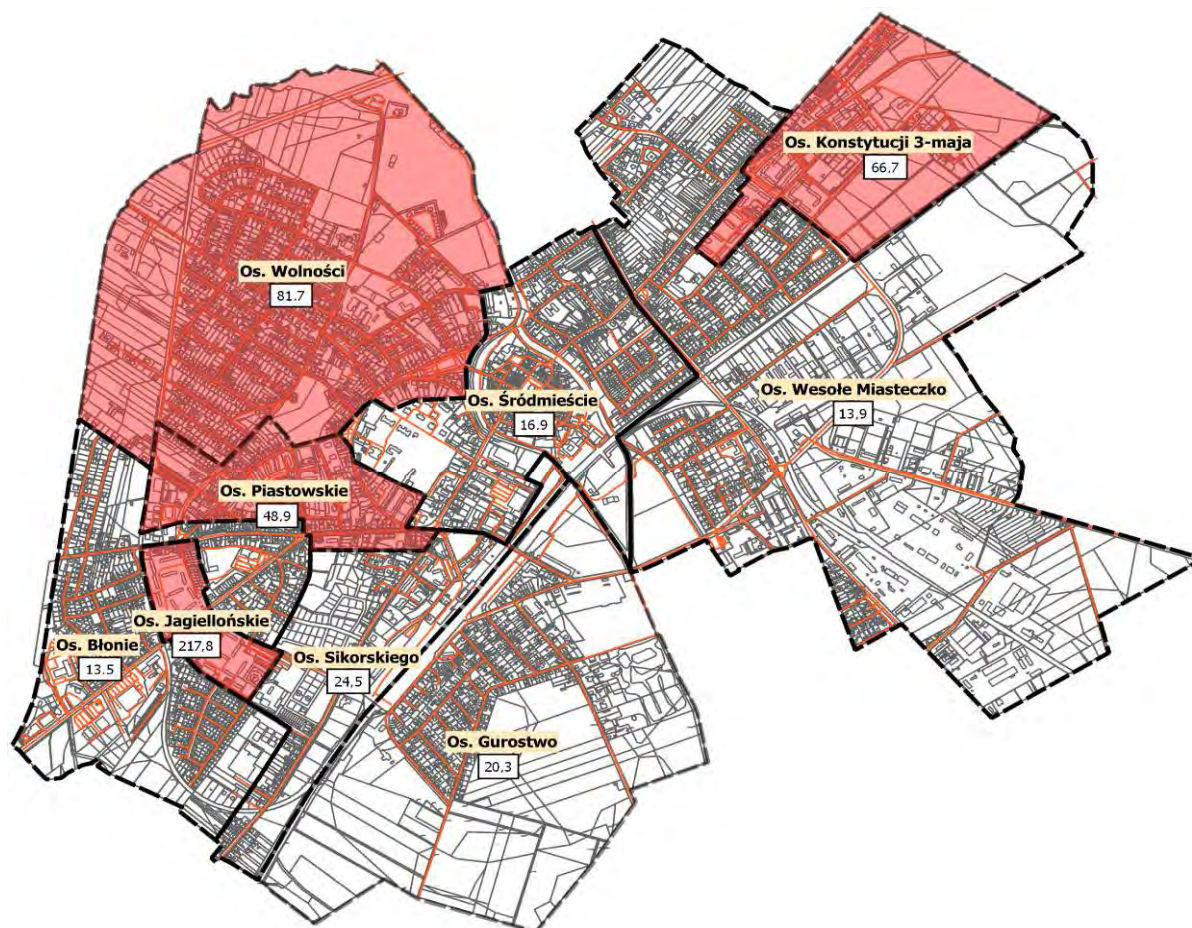 Os. Konstytucji 3-maja
66,7
Os. Wolności
81,7
Os. Wesołe Miasteczko
13,9
Os. Śródmieście
16,9
Os. Piastowskie
48,9
Os. Jagiellońskie
217,8
Os. Błonie
13,5
Os. Sikorskiego
24,5
Os. Gurostwo
20,3